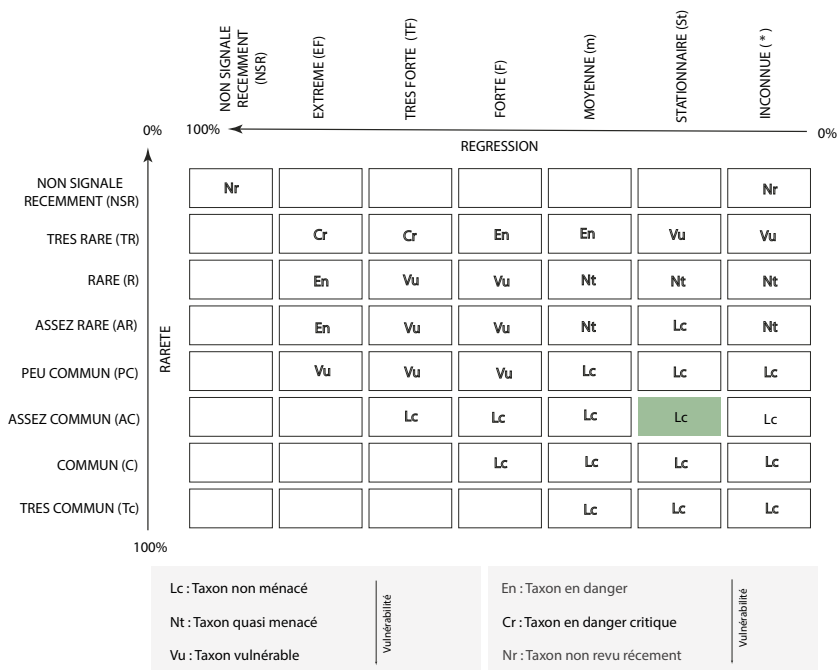 NON SIGNALE
RECEMMENT
(NSR)
EXTREME (EF)
TRES FORTE (TF)
FORTE (F)
MOYENNE (m)
STATIONNAIRE (St)
INCONNUE ( * )
0% 100% 0%
REGRESSION
RARETE
NON SIGNALE
RECEMMENT (NSR) Nr Nr
TRES RARE (TR) Cr Cr En En Vu Vu
RARE (R) En Vu Vu Nt Nt Nt
ASSEZ RARE (AR) En Vu Vu Nt Lc Nt
PEU COMMUN (PC) Vu Vu Vu Lc Lc Lc
ASSEZ COMMUN (AC) Lc Lc Lc Lc Lc
COMMUN (C) Lc Lc Lc Lc
TRES COMMUN (Tc) Lc Lc Lc
100%
Lc : Taxon non ménacé
Nt : Taxon quasi menacé
Vu : Taxon vulnérable
Vulnérabilité
En : Taxon en danger
Cr : Taxon en danger critique
Nr : Taxon non revu récement
Vulnérabilité